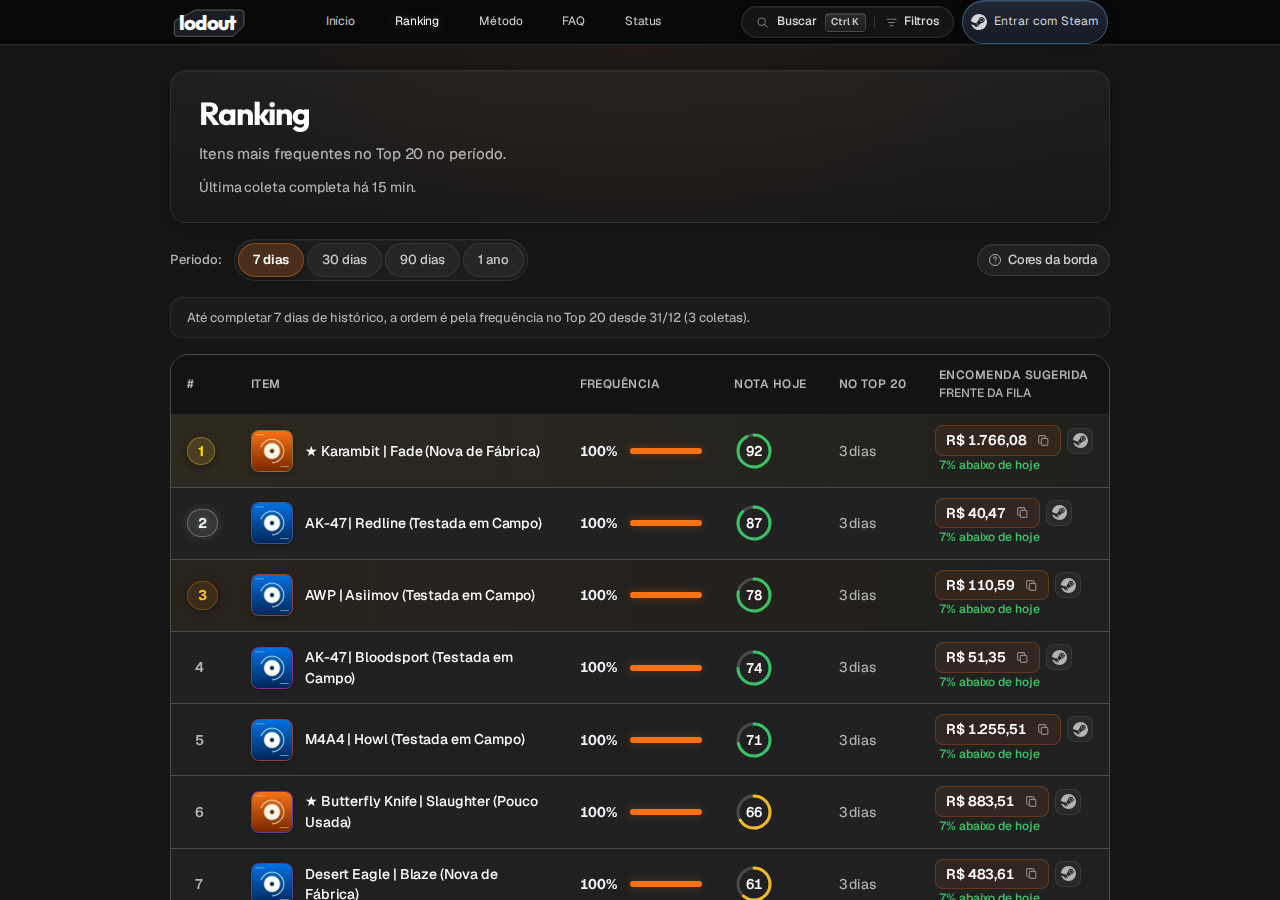 lodout
Início
Ranking
Método
FAQ
Status
Buscar
Ctrl K
Filtros
Entrar com Steam
Ranking
Itens mais frequentes no Top 20 no período.
Última coleta completa há 15 min.
Período:
7 dias
30 dias
90 dias
1 ano
Cores da borda
Até completar 7 dias de histórico, a ordem é pela frequência no Top 20 desde 31/12 (3 coletas).
# ITEM FREQUÊNCIA NOTA HOJE NO TOP 20 ENCOMENDA SUGERIDA
FRENTE DA FILA
1 ★ Karambit | Fade (Nova de Fábrica) 100% 92 3 dias R$ 1.766,08
7% abaixo de hoje
2 AK-47 | Redline (Testada em Campo) 100% 87 3 dias R$ 40,47
7% abaixo de hoje
3 AWP | Asiimov (Testada em Campo) 100% 78 3 dias R$ 110,59
7% abaixo de hoje
4 AK-47 | Bloodsport (Testada em
Campo) 100% 74 3 dias R$ 51,35
7% abaixo de hoje
5 M4A4 | Howl (Testada em Campo) 100% 71 3 dias R$ 1.255,51
7% abaixo de hoje
6 ★ Butterfly Knife | Slaughter (Pouco
Usada) 100% 66 3 dias R$ 883,51
7% abaixo de hoje
7 Desert Eagle | Blaze (Nova de
Fábrica) 100% 61 3 dias R$ 483,61
7% abaixo de hoje